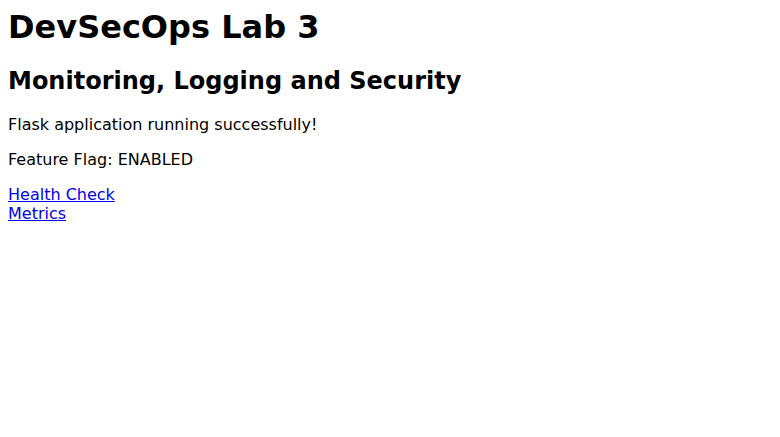 DevSecOps Lab 3
Monitoring, Logging and Security
Flask application running successfully!
Feature Flag: ENABLED
Health Check
Metrics